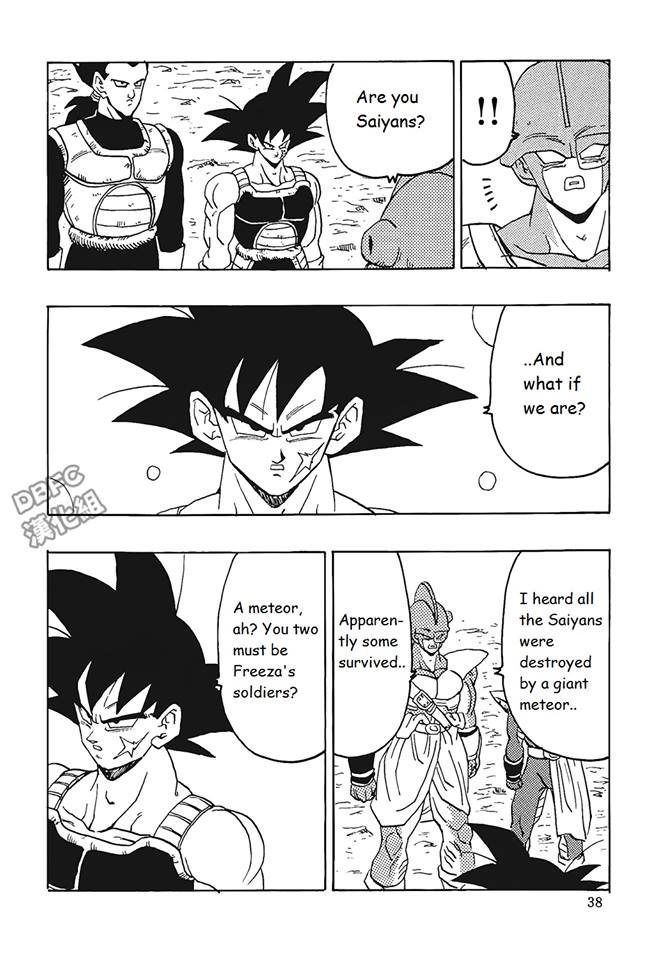 !!
Are you
Saiyans?
..And
what if
we are?
DBFC
漢化組
I heard all
the Saiyans
were
destroyed
by a giant
meteor..
Apparen-
tly some
survived..
A meteor,
ah? You two
must be
Freeza's
soldiers?
38